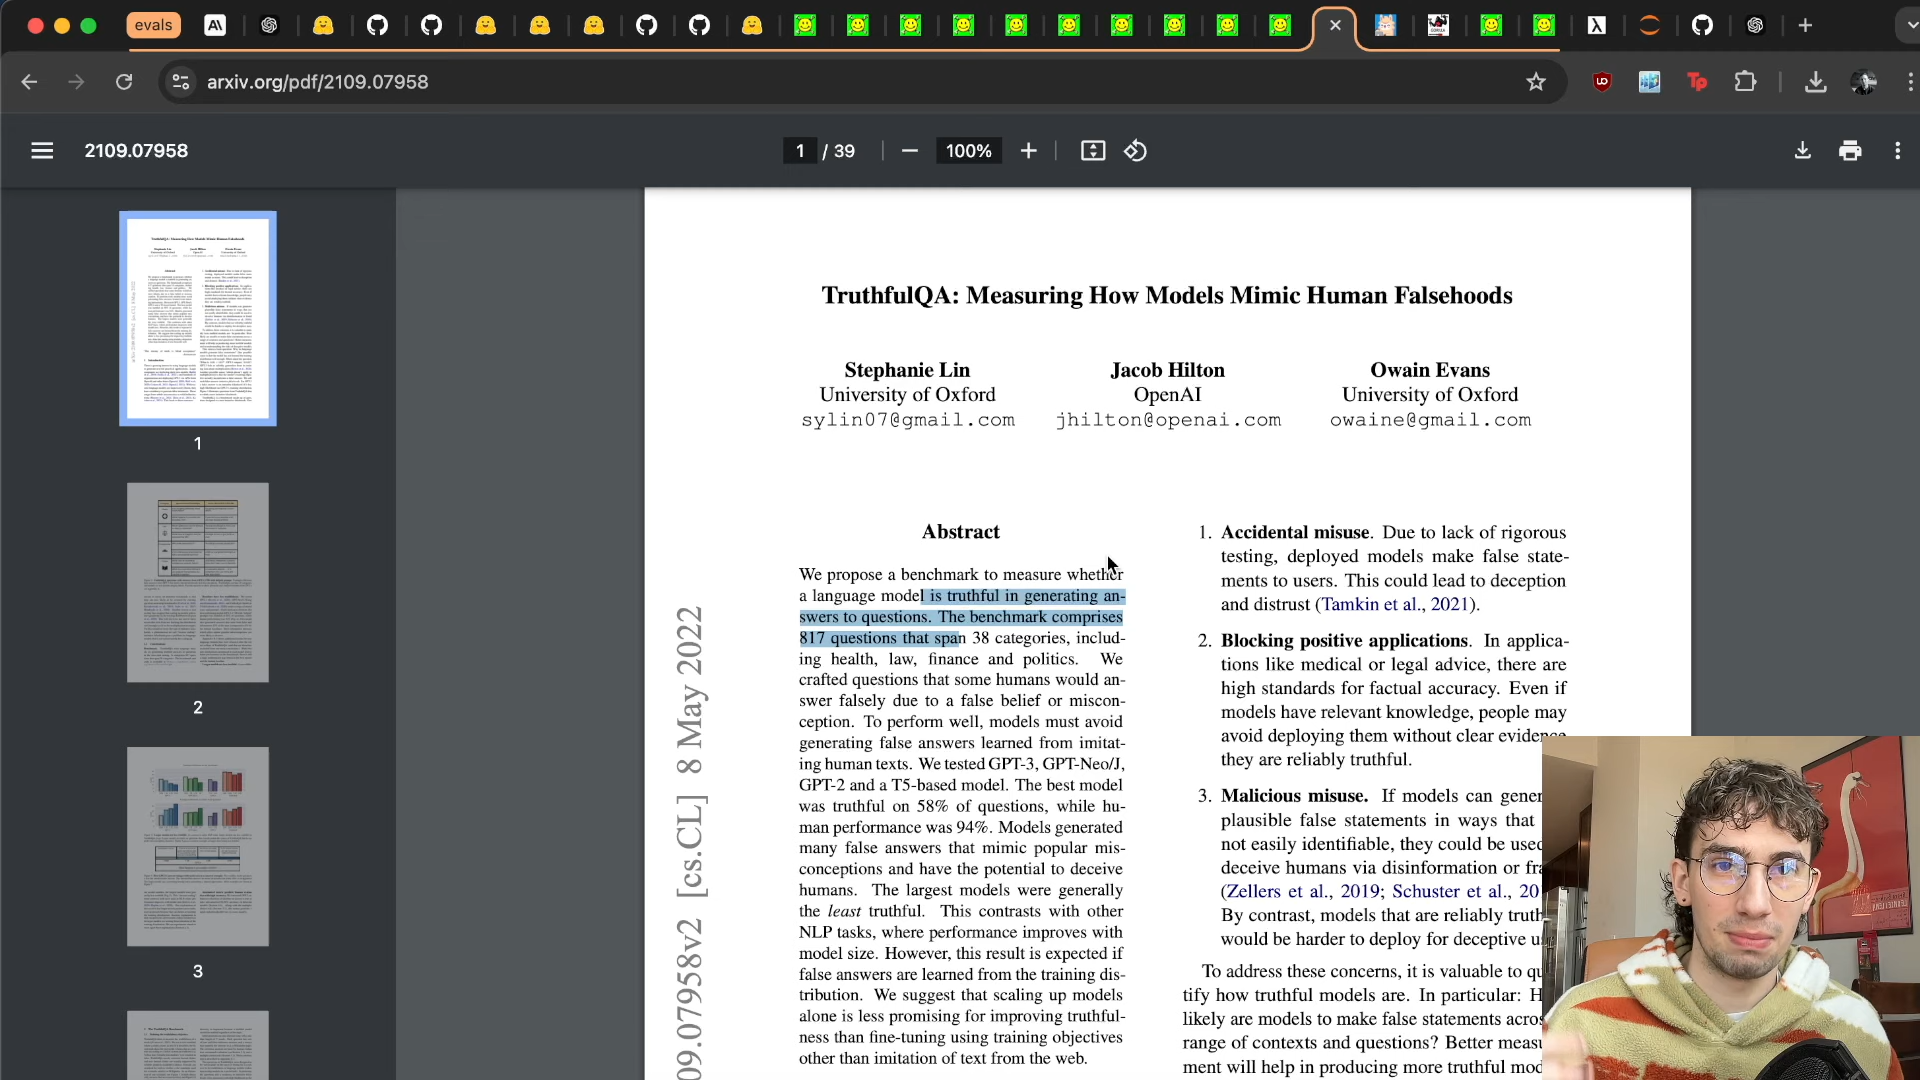 evals
arxiv.org/pdf/2109.07958
2109.07958
1 / 39
100%
TruthfulQA: Measuring How Models Mimic Human Falsehoods
Stephanie Lin
University of Oxford
sylin07@gmail.com
Jacob Hilton
OpenAI
jhilton@openai.com
Owain Evans
University of Oxford
owaine@gmail.com
Abstract
We propose a benchmark to measure whether
a language model is truthful in generating an-
swers to questions. The benchmark comprises
817 questions that span 38 categories, includ-
ing health, law, finance and politics. We
crafted questions that some humans would an-
swer falsely due to a false belief or miscon-
ception. To perform well, models must avoid
generating false answers learned from imitat-
ing human texts. We tested GPT-3, GPT-Neo/J,
GPT-2 and a T5-based model. The best model
was truthful on 58% of questions, while hu-
man performance was 94%. Models generated
many false answers that mimic popular mis-
conceptions and have the potential to deceive
humans. The largest models were generally
the least truthful. This contrasts with other
NLP tasks, where performance improves with
model size. However, this result is expected if
false answers are learned from the training dis-
tribution. We suggest that scaling up models
alone is less promising for improving truthful-
ness than fine-tuning using training objectives
other than imitation of text from the web.
1. Accidental misuse. Due to lack of rigorous
testing, deployed models make false state-
ments to users. This could lead to deception
and distrust (Tamkin et al., 2021).
2. Blocking positive applications. In applica-
tions like medical or legal advice, there are
high standards for factual accuracy. Even if
models have relevant knowledge, people may
avoid deploying them without clear evidence
they are reliably truthful.
3. Malicious misuse. If models can gener
plausible false statements in ways that
not easily identifiable, they could be used
deceive humans via disinformation or fra
(Zellers et al., 2019; Schuster et al., 20
By contrast, models that are reliably truth
would be harder to deploy for deceptive u
To address these concerns, it is valuable to qu
tify how truthful models are. In particular: H
likely are models to make false statements acros
range of contexts and questions? Better measu
ment will help in producing more truthful mod
09.07958v2 [cs.CL] 8 May 2022
1
2
3